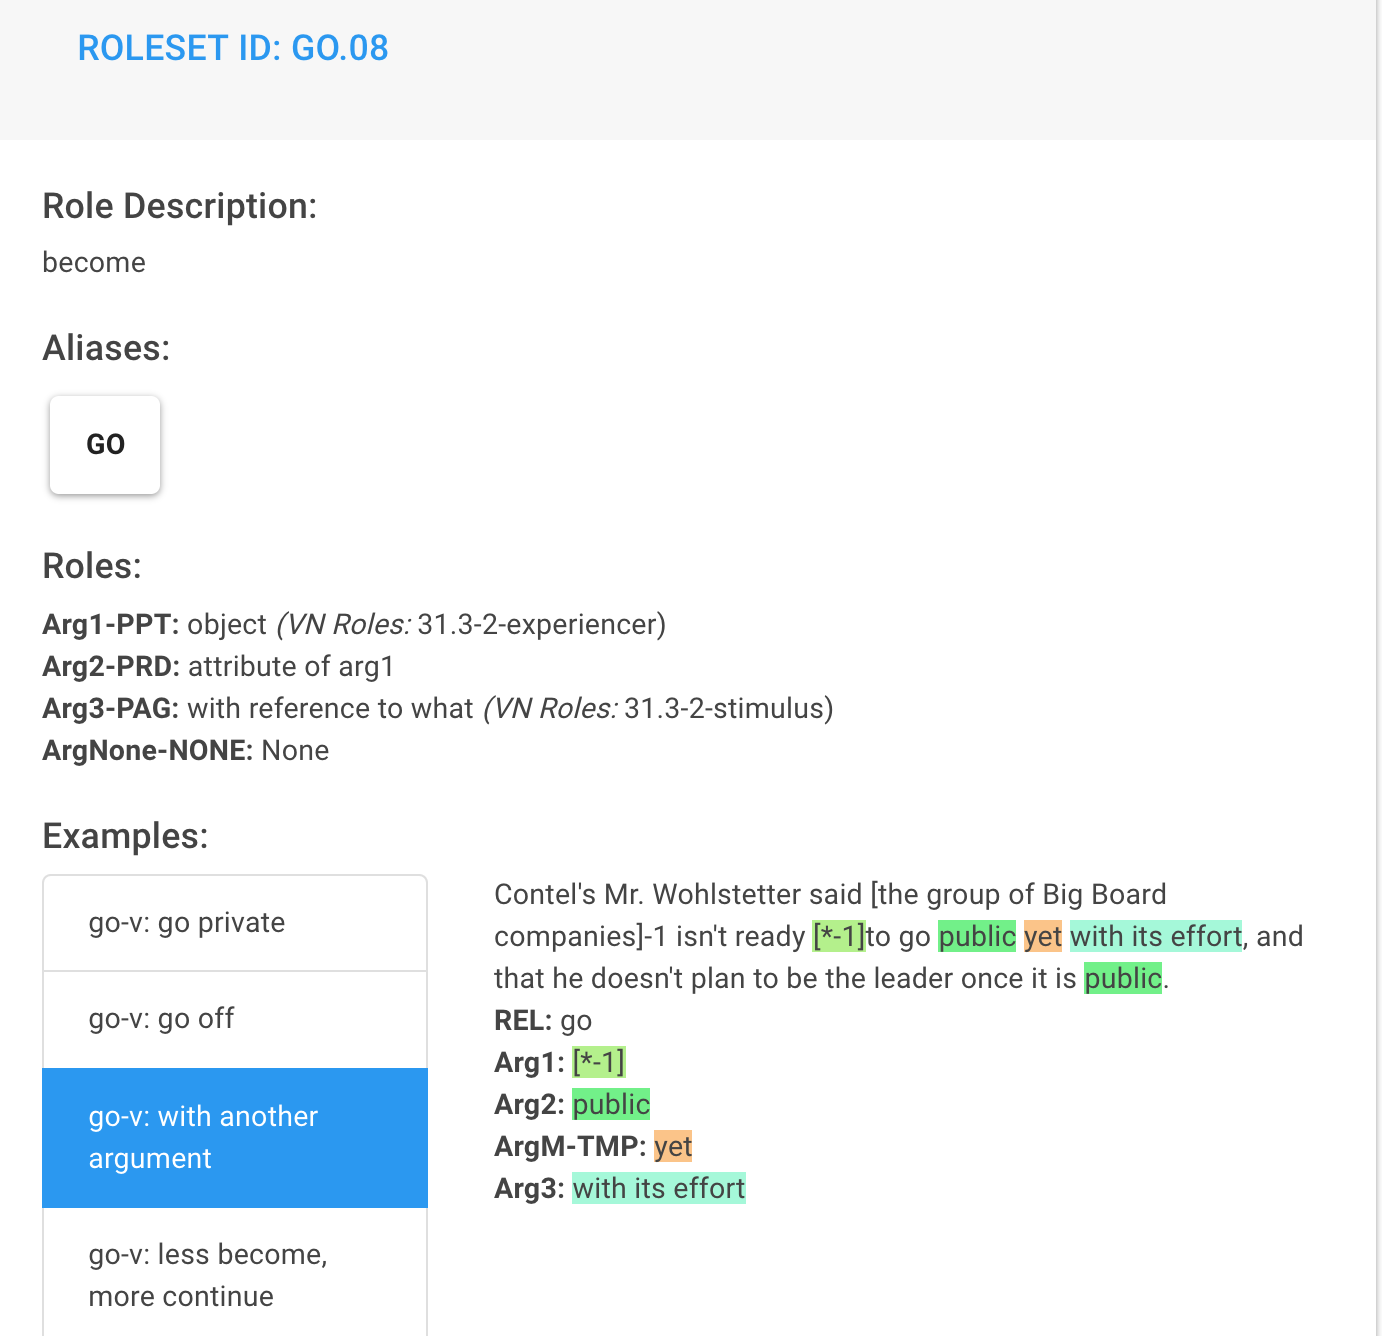 ROLESET ID: GO.08
Role Description:
become
Aliases:
GO
Roles:
Arg1-PPT: object (VN Roles: 31.3-2-experiencer)
Arg2-PRD: attribute of arg1
Arg3-PAG: with reference to what (VN Roles: 31.3-2-stimulus)
ArgNone-NONE: None
Examples:
go-v: go private
go-v: go off
go-v: with another
argument
go-v: less become,
more continue
Contel's Mr. Wohlstetter said [the group of Big Board
companies]-1 isn't ready [*-1]to go public yet with its effort, and
that he doesn't plan to be the leader once it is public.
REL: go
Arg1: [*-1]
Arg2: public
ArgM-TMP: yet
Arg3: with its effort